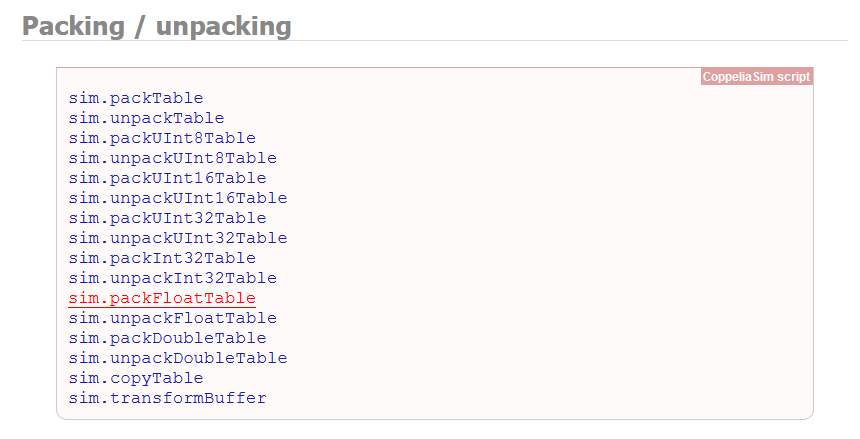 Packing / unpacking
CoppeliaSim script
sim.packTable
sim.unpackTable
sim.packUInt8Table
sim.unpackUInt8Table
sim.packUInt16Table
sim.unpackUInt16Table
sim.packUInt32Table
sim.unpackUInt32Table
sim.packInt32Table
sim.unpackInt32Table
sim.packFloatTable
sim.unpackFloatTable
sim.packDoubleTable
sim.unpackDoubleTable
sim.copyTable
sim.transformBuffer